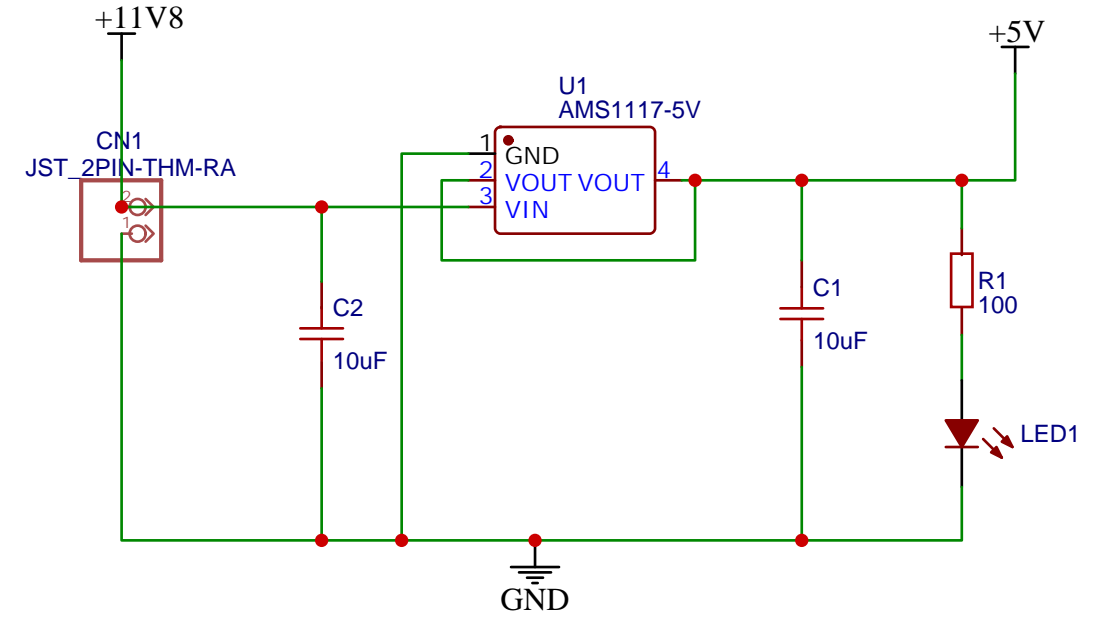 +11V8
+5V
U1
AMS1117-5V
CN1
JST_2PIN-THM-RA
1
GND
2
VOUT
VOUT
4
3
VIN
2
1
C2
10uF
C1
10uF
R1
100
LED1
GND